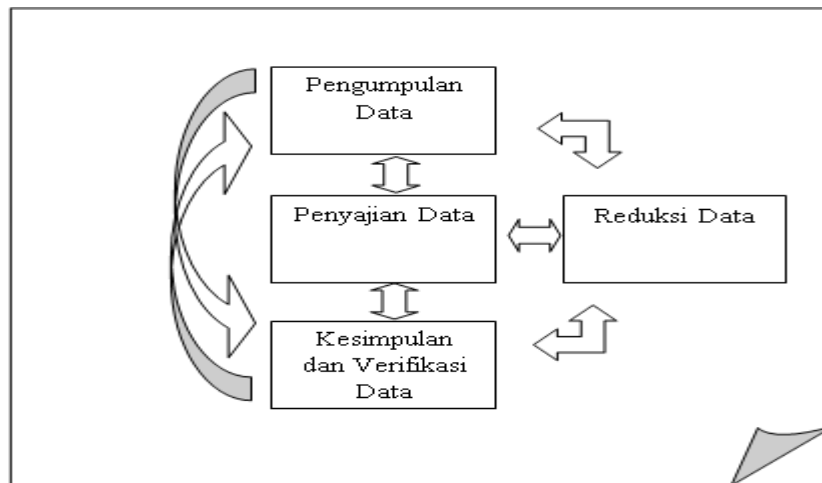 Pengumpulan
Data
Penyajian Data
Reduksi Data
Kesimpulan
dan Verifikasi
Data